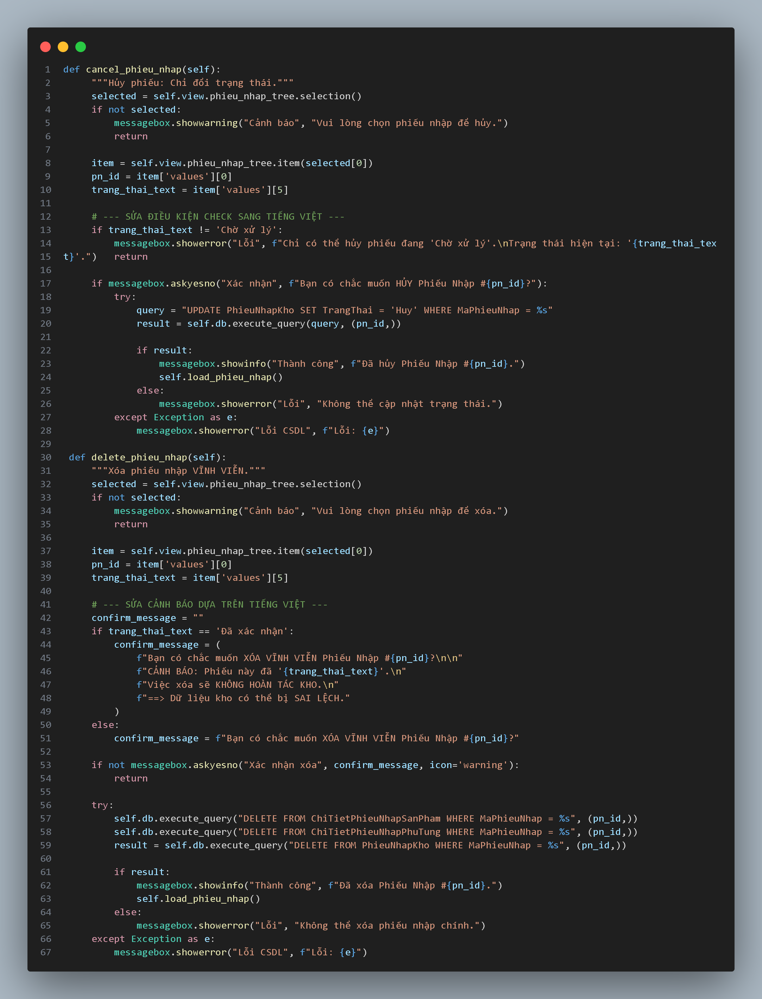 1 def cancel_phieu_nhap(self):
2 """Hủy phiếu: Chỉ đổi trạng thái."""
3 selected = self.view.phieu_nhap_tree.selection()
4 if not selected:
5 messagebox.showwarning("Cảnh báo", "Vui lòng chọn phiếu nhập để hủy.")
6 return
7
8 item = self.view.phieu_nhap_tree.item(selected[0])
9 pn_id = item['values'][0]
10 trang_thai_text = item['values'][5]
11
12 # --- SỬA ĐIỀU KIỆN CHECK SANG TIẾNG VIỆT ---
13 if trang_thai_text != 'Chờ xử lý':
14 messagebox.showerror("Lỗi", f"Chỉ có thể hủy phiếu đang 'Chờ xử lý'.\nTrạng thái hiện tại: '{trang_thai_tex
15 t}'.") return
16
17 if messagebox.askyesno("Xác nhận", f"Bạn có chắc muốn HỦY Phiếu Nhập #{pn_id}?"):
18 try:
19 query = "UPDATE PhieuNhapKho SET TrangThai = 'Huy' WHERE MaPhieuNhap = %s"
20 result = self.db.execute_query(query, (pn_id,))
21
22 if result:
23 messagebox.showinfo("Thành công", f"Đã hủy Phiếu Nhập #{pn_id}.")
24 self.load_phieu_nhap()
25 else:
26 messagebox.showerror("Lỗi", "Không thể cập nhật trạng thái.")
27 except Exception as e:
28 messagebox.showerror("Lỗi CSDL", f"Lỗi: {e}")
29
30 def delete_phieu_nhap(self):
31 """Xóa phiếu nhập VĨNH VIỄN."""
32 selected = self.view.phieu_nhap_tree.selection()
33 if not selected:
34 messagebox.showwarning("Cảnh báo", "Vui lòng chọn phiếu nhập để xóa.")
35 return
36
37 item = self.view.phieu_nhap_tree.item(selected[0])
38 pn_id = item['values'][0]
39 trang_thai_text = item['values'][5]
40
41 # --- SỬA CẢNH BÁO DỰA TRÊN TIẾNG VIỆT ---
42 confirm_message = ""
43 if trang_thai_text == 'Đã xác nhận':
44 confirm_message = (
45 f"Bạn có chắc muốn XÓA VĨNH VIỄN Phiếu Nhập #{pn_id}?\n\n"
46 f"CẢNH BÁO: Phiếu này đã '{trang_thai_text}'.\n"
47 f"Việc xóa sẽ KHÔNG HOÀN TÁC KHO.\n"
48 f"==> Dữ liệu kho có thể bị SAI LỆCH."
49 )
50 else:
51 confirm_message = f"Bạn có chắc muốn XÓA VĨNH VIỄN Phiếu Nhập #{pn_id}?"
52
53 if not messagebox.askyesno("Xác nhận xóa", confirm_message, icon='warning'):
54 return
55
56 try:
57 self.db.execute_query("DELETE FROM ChiTietPhieuNhapSanPham WHERE MaPhieuNhap = %s", (pn_id,))
58 self.db.execute_query("DELETE FROM ChiTietPhieuNhapPhuTung WHERE MaPhieuNhap = %s", (pn_id,))
59 result = self.db.execute_query("DELETE FROM PhieuNhapKho WHERE MaPhieuNhap = %s", (pn_id,))
60
61 if result:
62 messagebox.showinfo("Thành công", f"Đã xóa Phiếu Nhập #{pn_id}.")
63 self.load_phieu_nhap()
64 else:
65 messagebox.showerror("Lỗi", "Không thể xóa phiếu nhập chính.")
66 except Exception as e:
67 messagebox.showerror("Lỗi CSDL", f"Lỗi: {e}")